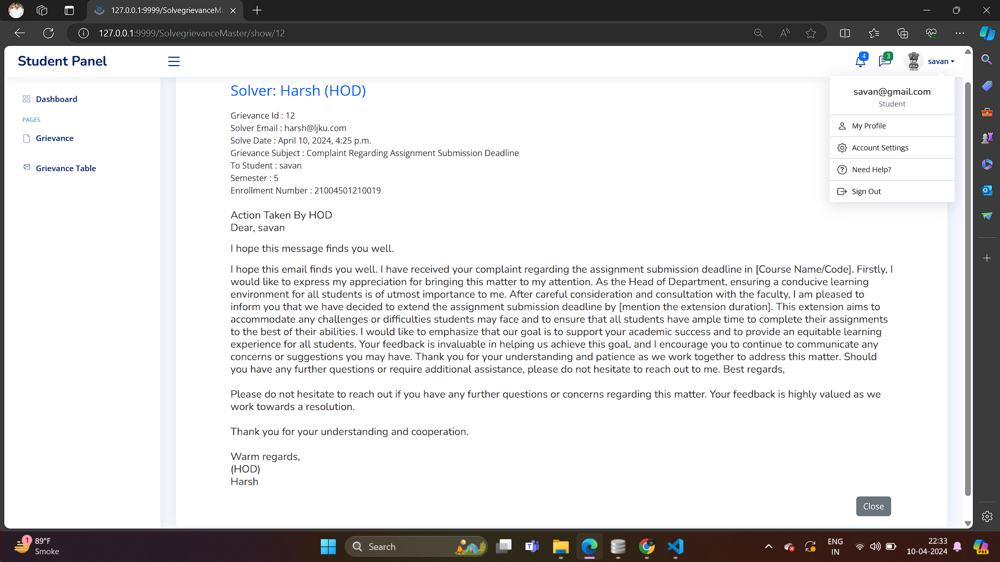 127.0.0.1:9999/SolvegrievanceMa
127.0.0.1:9999/SolvegrievanceMaster/show/12
Student Panel
4
3
savan
Dashboard
PAGES
Grievance
Grievance Table
savan@gmail.com
Student
My Profile
Account Settings
Need Help?
Sign Out
Solver: Harsh (HOD)
Grievance Id : 12
Solver Email : harsh@ljku.com
Solve Date : April 10, 2024, 4:25 p.m.
Grievance Subject : Complaint Regarding Assignment Submission Deadline
To Student : savan
Semester : 5
Enrollment Number : 21004501210019
Action Taken By HOD
Dear, savan
I hope this message finds you well.
I hope this email finds you well. I have received your complaint regarding the assignment submission deadline in [Course Name/Code]. Firstly, I
would like to express my appreciation for bringing this matter to my attention. As the Head of Department, ensuring a conducive learning
environment for all students is of utmost importance to me. After careful consideration and consultation with the faculty, I am pleased to
inform you that we have decided to extend the assignment submission deadline by [mention the extension duration]. This extension aims to
accommodate any challenges or difficulties students may face and to ensure that all students have ample time to complete their assignments
to the best of their abilities. I would like to emphasize that our goal is to support your academic success and to provide an equitable learning
experience for all students. Your feedback is invaluable in helping us achieve this goal, and I encourage you to continue to communicate any
concerns or suggestions you may have. Thank you for your understanding and patience as we work together to address this matter. Should
you have any further questions or require additional assistance, please do not hesitate to reach out to me. Best regards,
Please do not hesitate to reach out if you have any further questions or concerns regarding this matter. Your feedback is highly valued as we
work towards a resolution.
Thank you for your understanding and cooperation.
Warm regards,
(HOD)
Harsh
Close
1
89°F
Smoke
Search
ENG
IN
22:33
10-04-2024
PRE